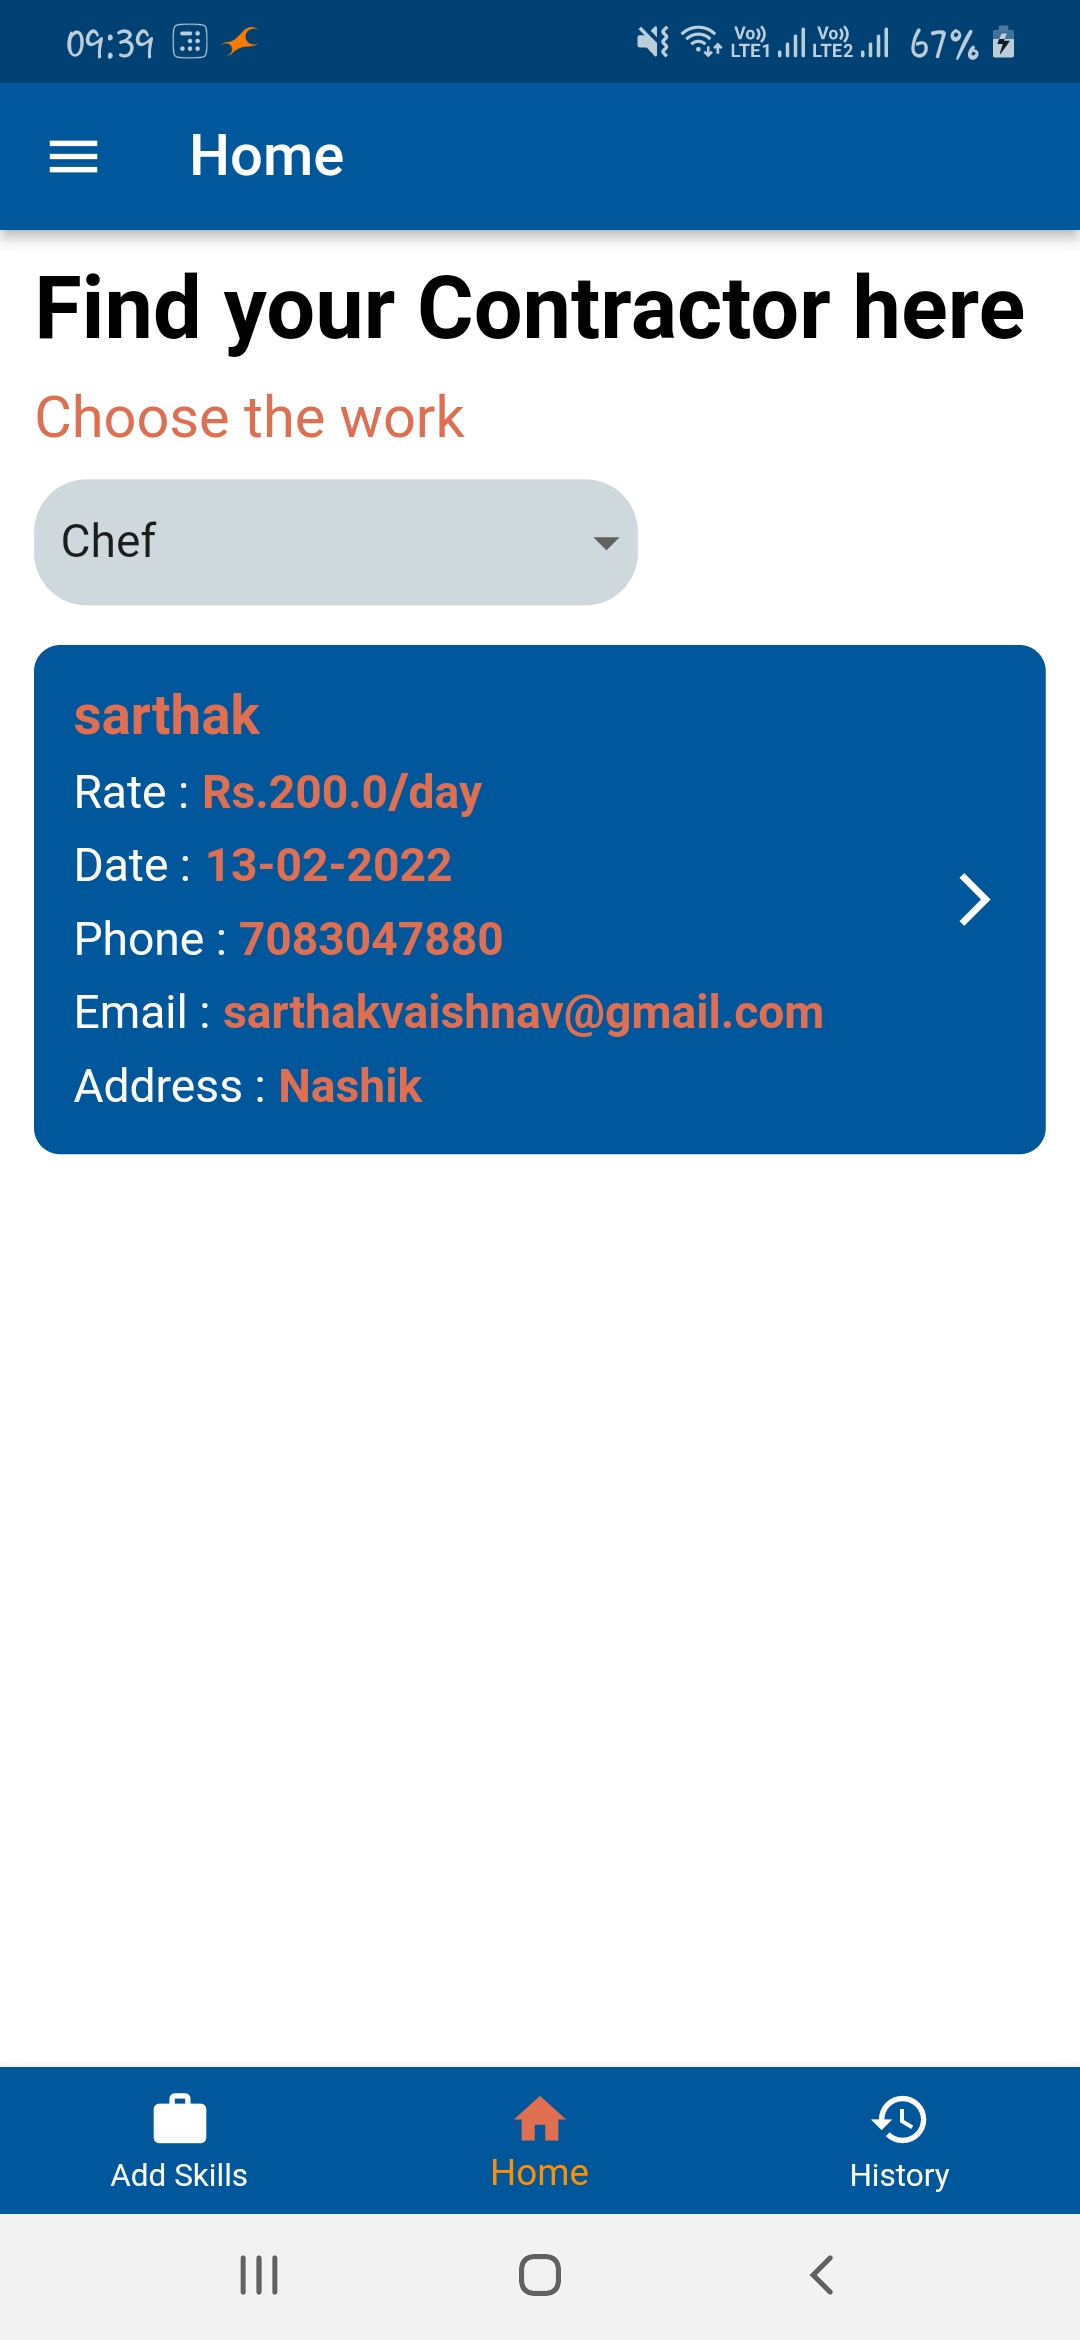 09:39 Vo)) LTE1 Vo)) LTE2 67%
Home
Find your Contractor here
Choose the work
Chef
sarthak
Rate : Rs.200.0/day
Date : 13-02-2022
Phone : 7083047880
Email : sarthakvaishnav@gmail.com
Address : Nashik
Add Skills Home History